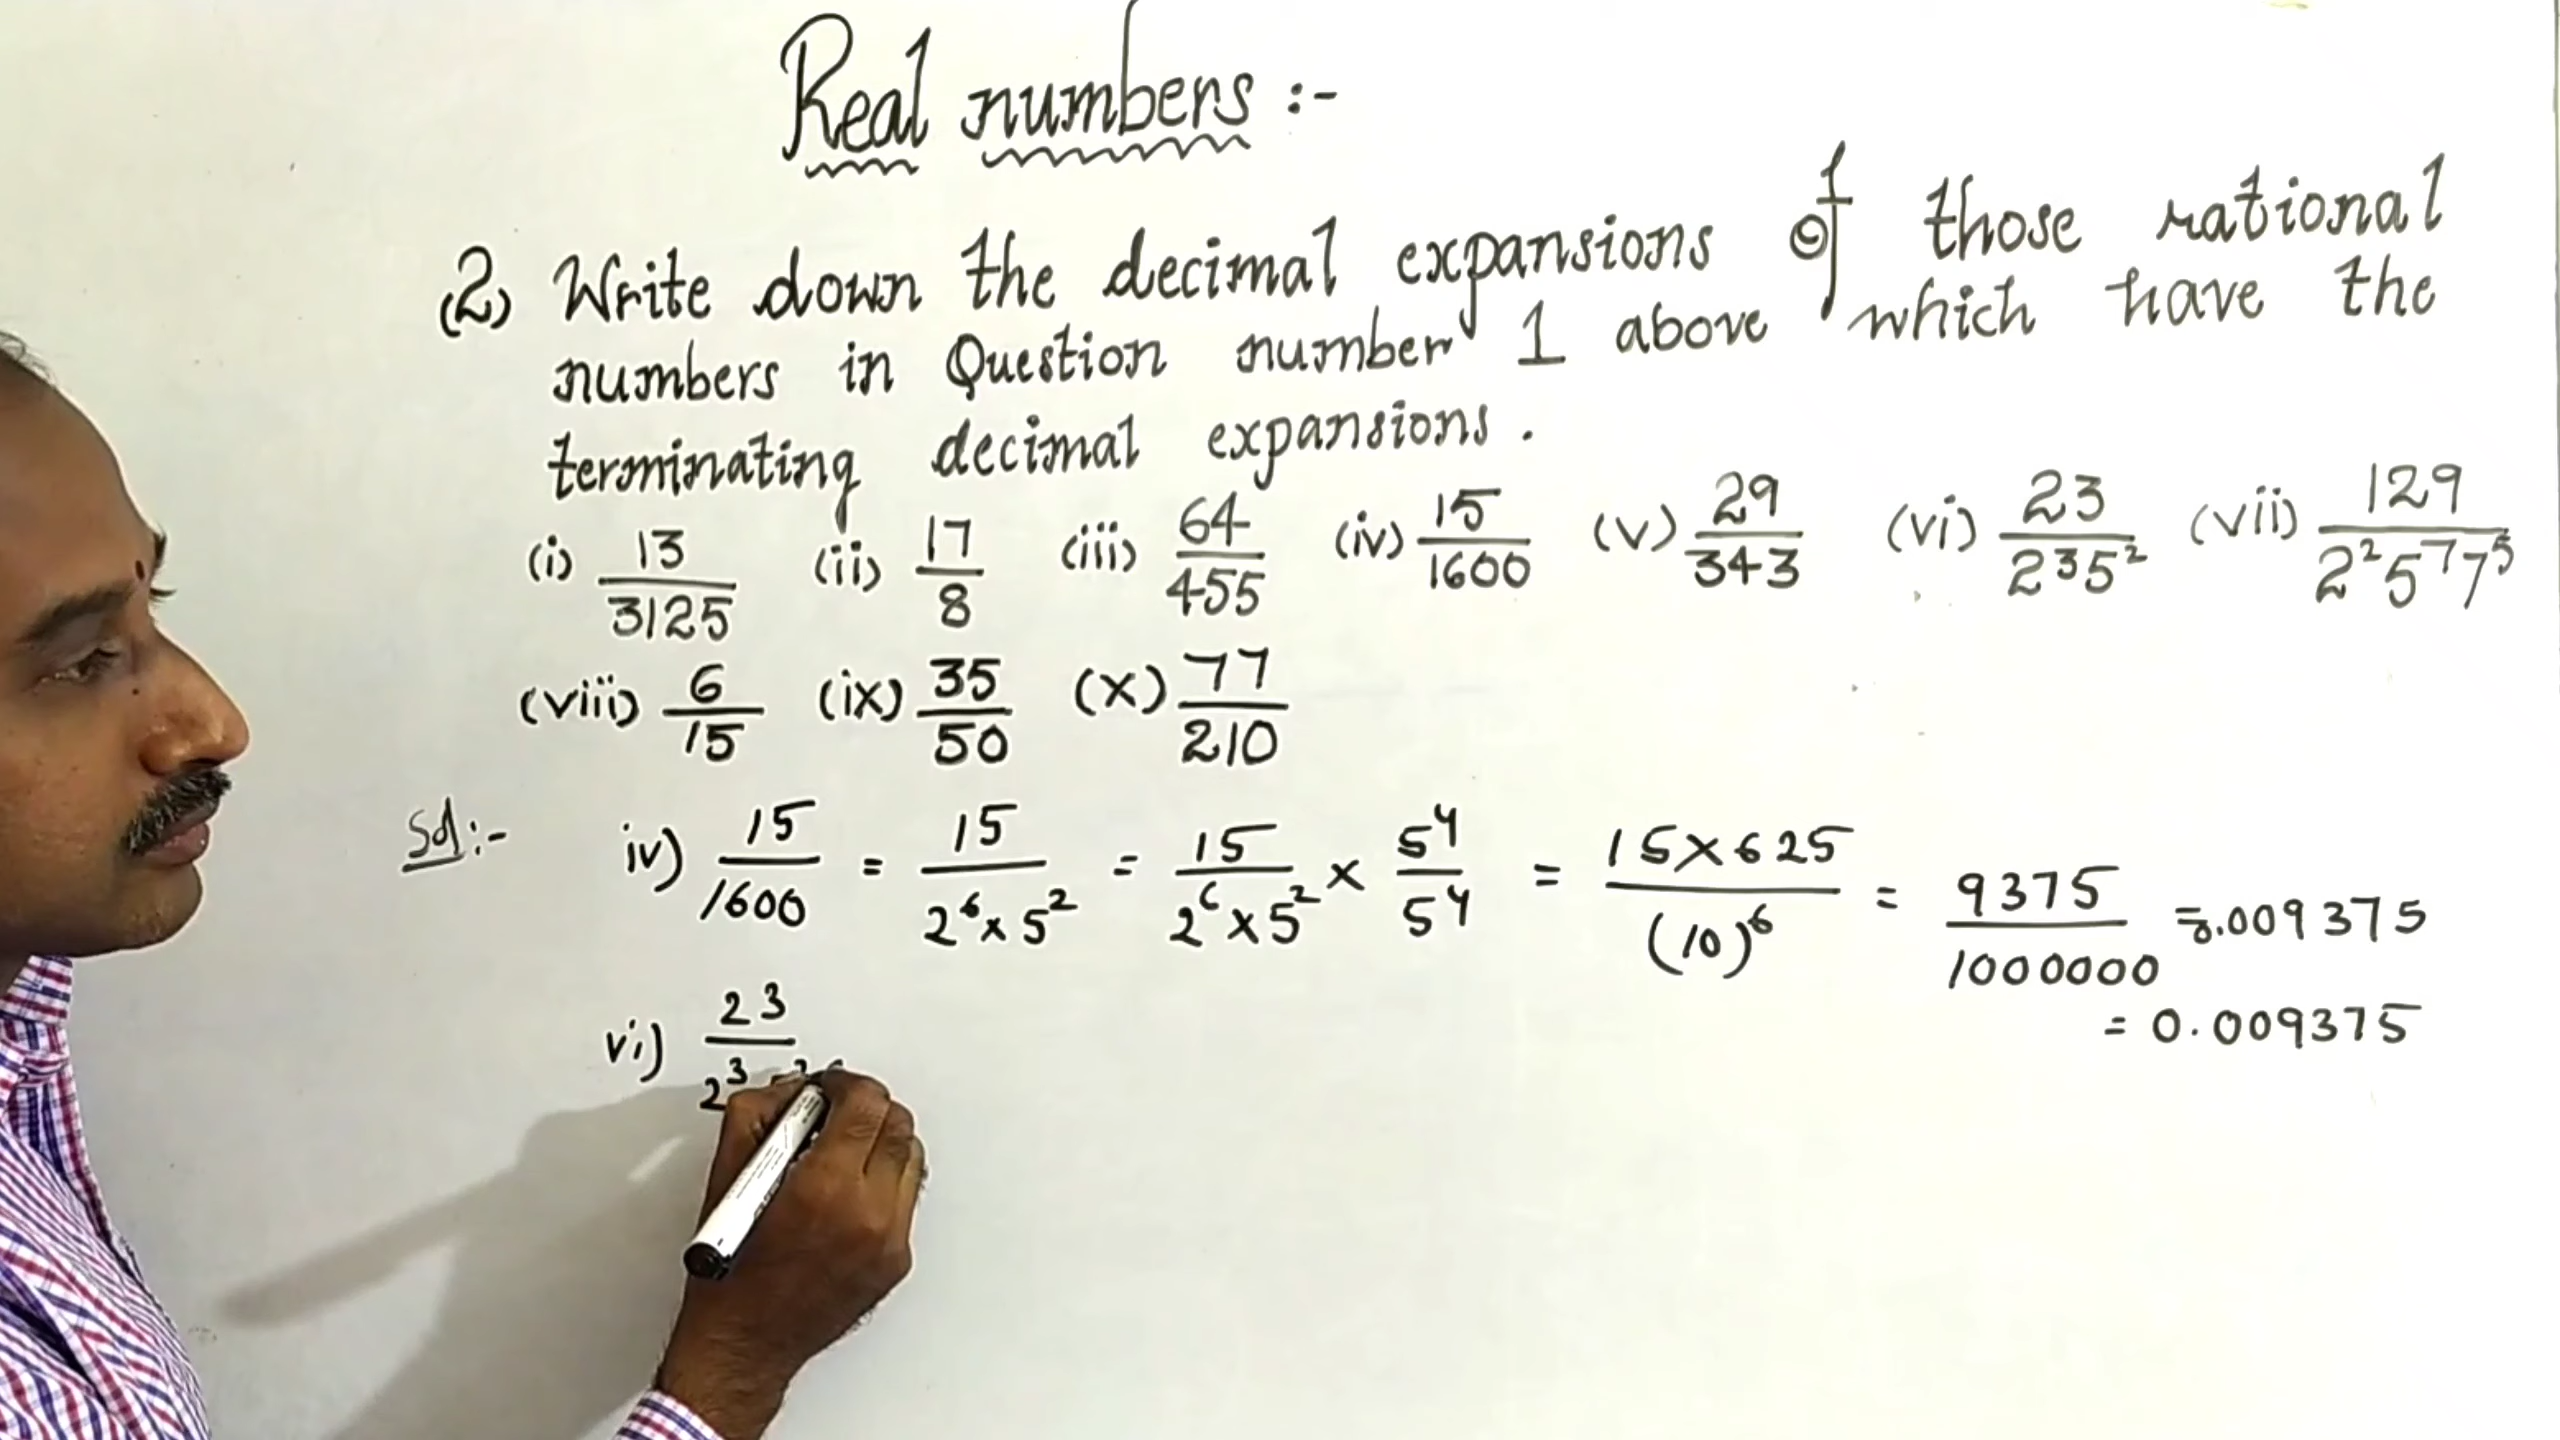 Real numbers :-
(2) Write down the decimal expansions of those rational
numbers in Question number 1 above which have the
terminating decimal expansions.
(i) 13/3125 (ii) 17/8 (iii) 64/455 (iv) 15/1600 (v) 29/343 (vi) 23/2³5² (vii) 129/2²5⁷7⁵
(viii) 6/15 (ix) 35/50 (x) 77/210
Sol:- iv) 15/1600 = 15/2⁶×5² = 15/2⁶×5² × 5⁴/5⁴ = 15×625/(10)⁶ = 9375/1000000 = 0.009375
= 0.009375
vi) 23/2³